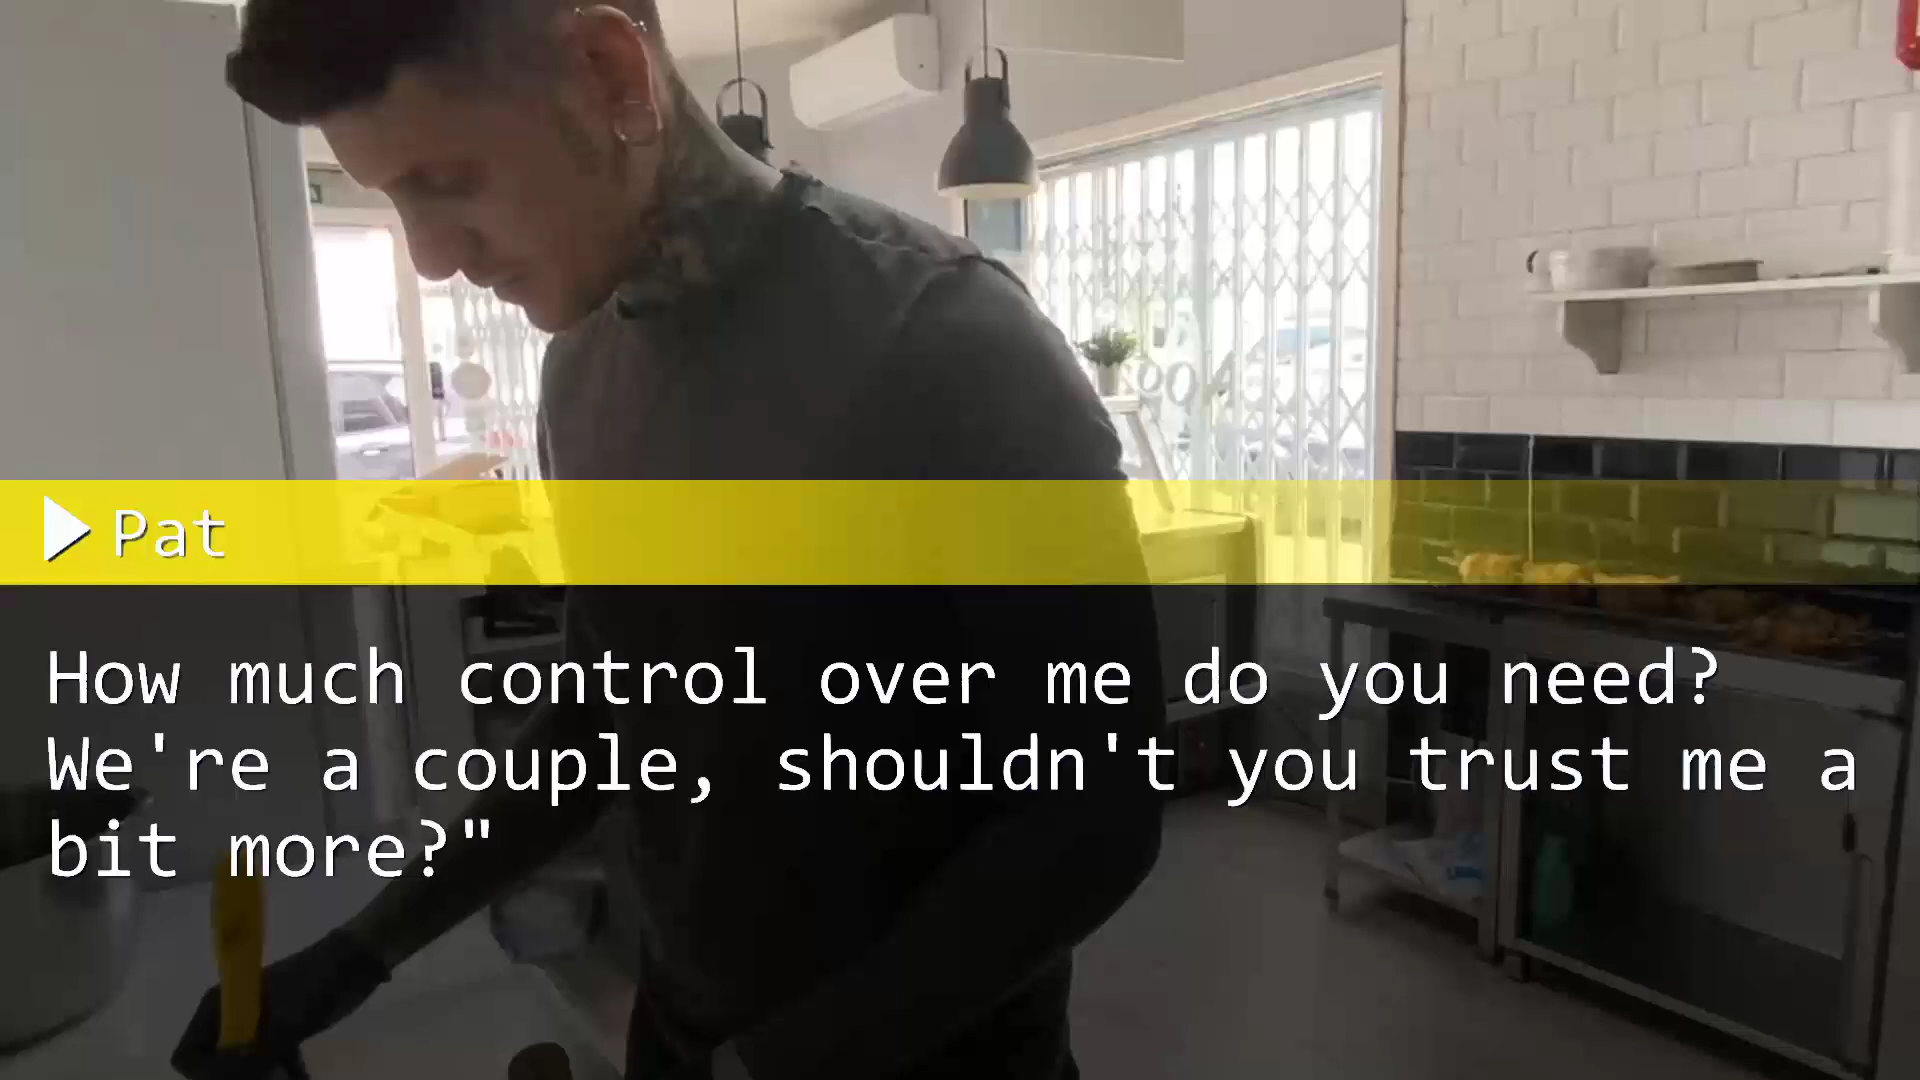 Pat
How much control over me do you need?
We're a couple, shouldn't you trust me a
bit more?"